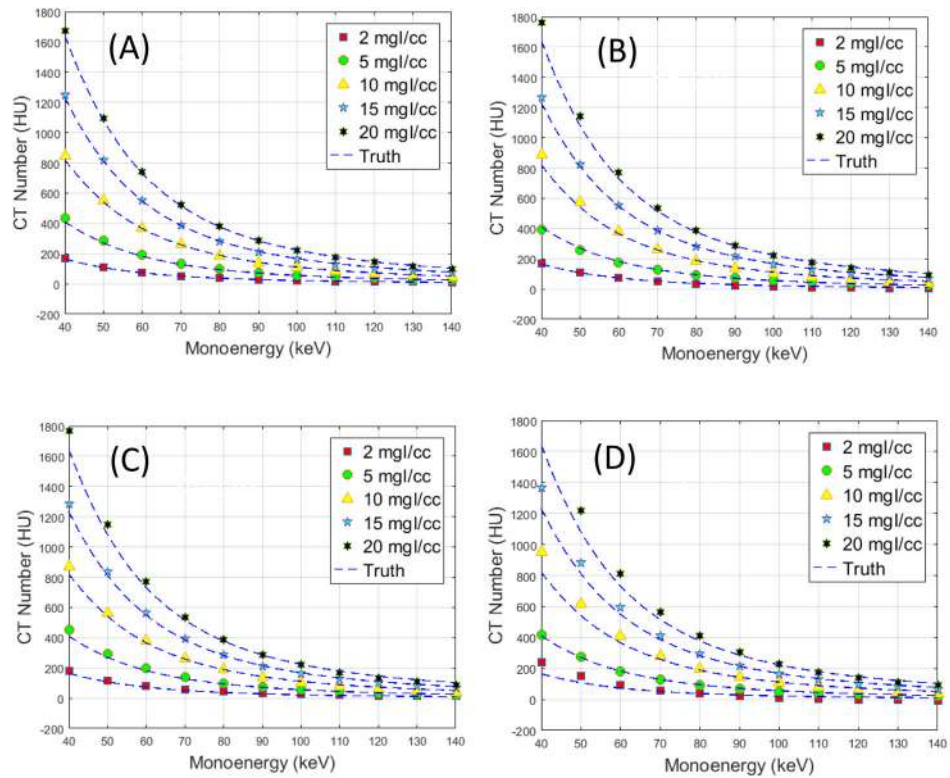 (A)
2 mgI/cc
5 mgI/cc
10 mgI/cc
15 mgI/cc
20 mgI/cc
Truth
1800
1600
1400
1200
1000
800
600
400
200
0
-200
CT Number (HU)
40 50 60 70 80 90 100 110 120 130 140
Monoenergy (keV)
(B)
2 mgI/cc
5 mgI/cc
10 mgI/cc
15 mgI/cc
20 mgI/cc
Truth
1800
1600
1400
1200
1000
800
600
400
200
0
-200
CT Number (HU)
40 50 60 70 80 90 100 110 120 130 140
Monoenergy (keV)
(C)
2 mgI/cc
5 mgI/cc
10 mgI/cc
15 mgI/cc
20 mgI/cc
Truth
1800
1600
1400
1200
1000
800
600
400
200
0
-200
CT Number (HU)
40 50 60 70 80 90 100 110 120 130 140
Monoenergy (keV)
(D)
2 mgI/cc
5 mgI/cc
10 mgI/cc
15 mgI/cc
20 mgI/cc
Truth
1800
1600
1400
1200
1000
800
600
400
200
0
-200
CT Number (HU)
40 50 60 70 80 90 100 110 120 130 140
Monoenergy (keV)